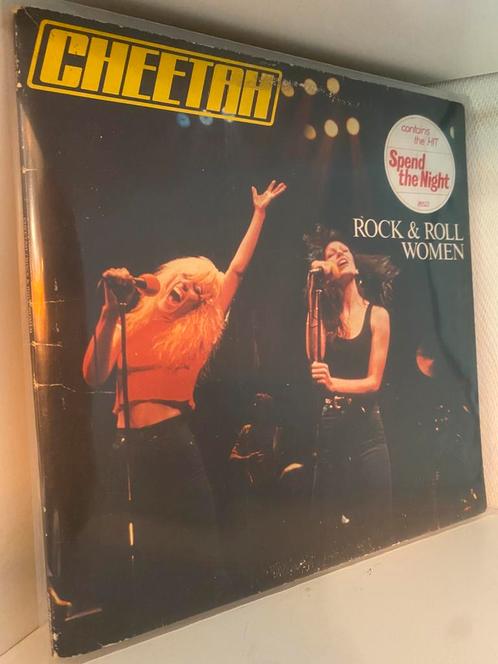 CHEETAH
contains
the HIT
Spend
the Night
ROCK & ROLL
WOMEN